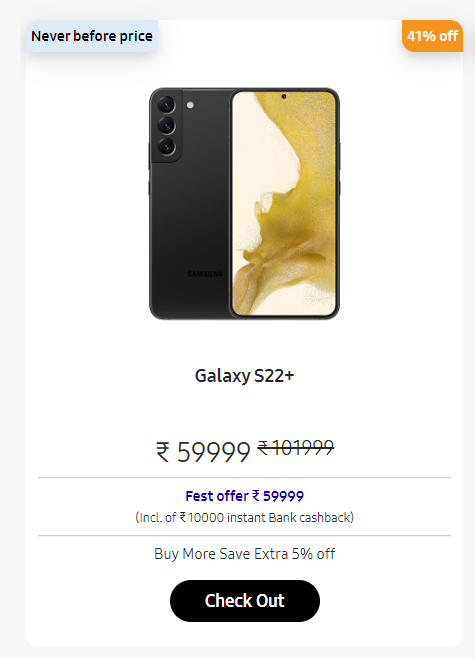 Never before price
41% off
SAMSUNG
Galaxy S22+
₹ 59999 ₹ 101999
Fest offer ₹ 59999
(Incl. of ₹ 10000 instant Bank cashback)
Buy More Save Extra 5% off
Check Out